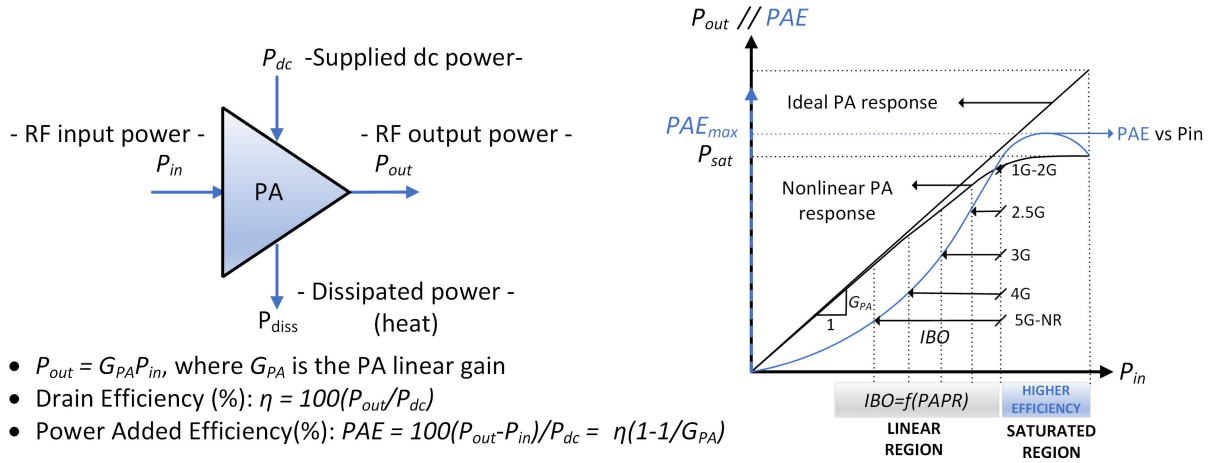 P_dc -Supplied dc power-
- RF input power -
P_in
- RF output power -
P_out
PA
- Dissipated power -
(heat)
P_diss
• P_out = G_PAP_in, where G_PA is the PA linear gain
• Drain Efficiency (%): η = 100(P_out/P_dc)
• Power Added Efficiency(%): PAE = 100(P_out-P_in)/P_dc = η(1-1/G_PA)
P_out // PAE
Ideal PA response
PAE_max
PAE vs Pin
P_sat
Nonlinear PA
response
1G-2G
2.5G
3G
4G
5G-NR
G_PA
1
IBO
P_in
IBO=f(PAPR)
HIGHER
EFFICIENCY
LINEAR
REGION
SATURATED
REGION